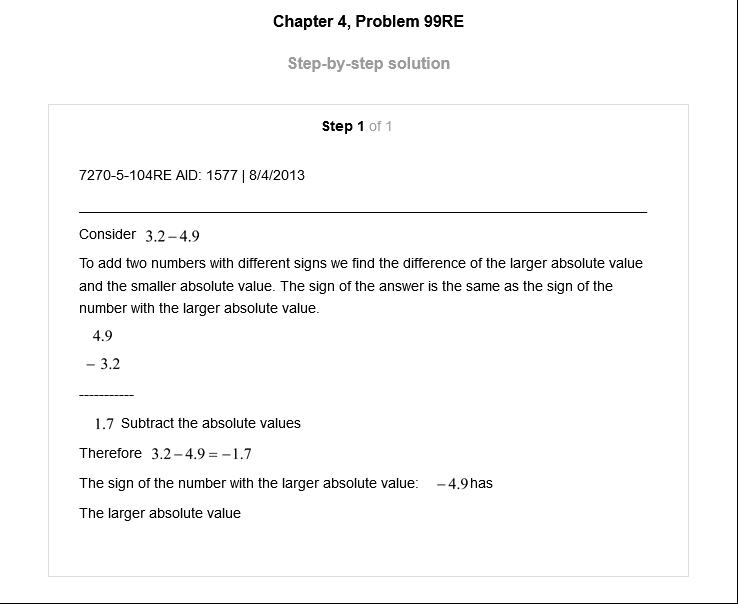 Chapter 4, Problem 99RE
Step-by-step solution
Step 1 of 1
7270-5-104RE AID: 1577 | 8/4/2013
Consider 3.2 – 4.9
To add two numbers with different signs we find the difference of the larger absolute value
and the smaller absolute value. The sign of the answer is the same as the sign of the
number with the larger absolute value.
4.9
– 3.2
-----------
1.7 Subtract the absolute values
Therefore 3.2 – 4.9 = –1.7
The sign of the number with the larger absolute value: – 4.9 has
The larger absolute value